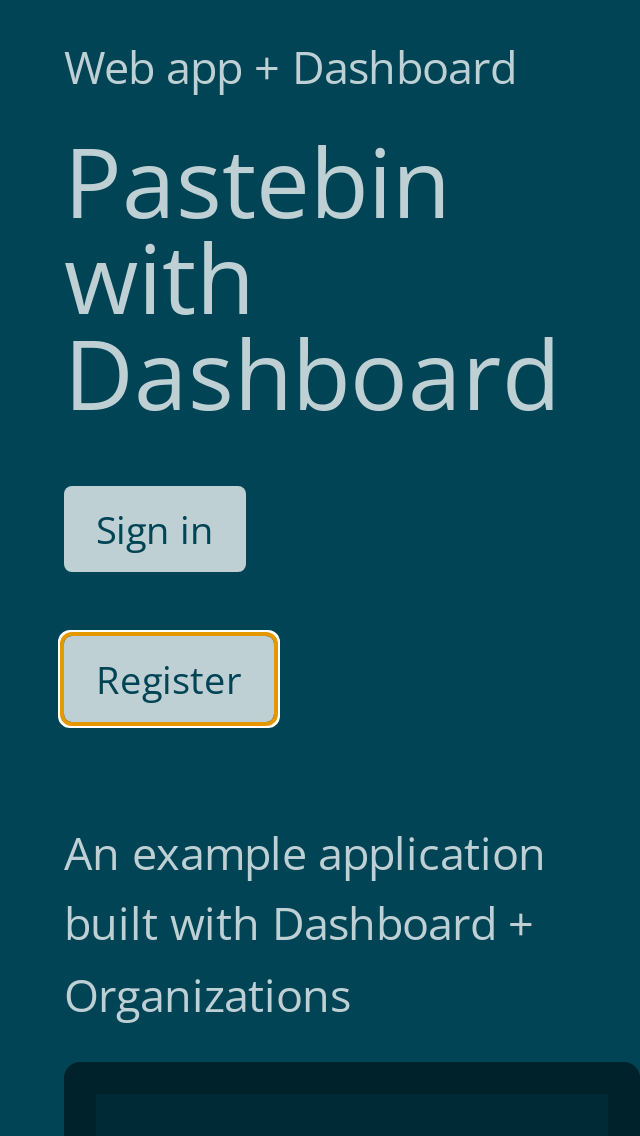 Web app + Dashboard
Pastebin
with
Dashboard
Sign in
Register
An example application
built with Dashboard +
Organizations